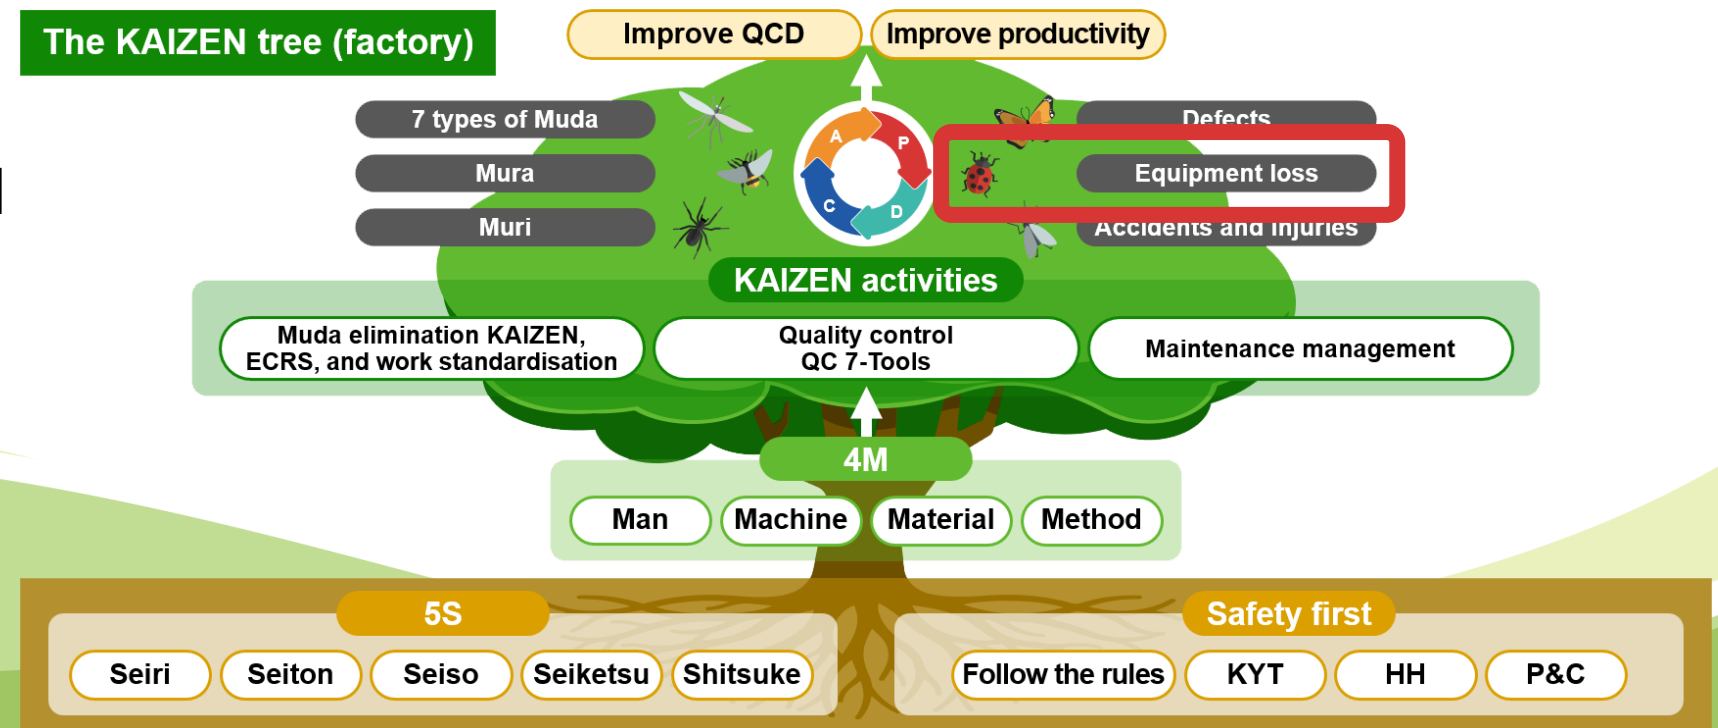 The KAIZEN tree (factory)
Improve QCD
Improve productivity
7 types of Muda
Mura
Muri
Defects
Equipment loss
Accidents and Injuries
A
P
C
D
KAIZEN activities
Muda elimination KAIZEN,
ECRS, and work standardisation
Quality control
QC 7-Tools
Maintenance management
4M
Man
Machine
Material
Method
5S
Seiri
Seiton
Seiso
Seiketsu
Shitsuke
Safety first
Follow the rules
KYT
HH
P&C